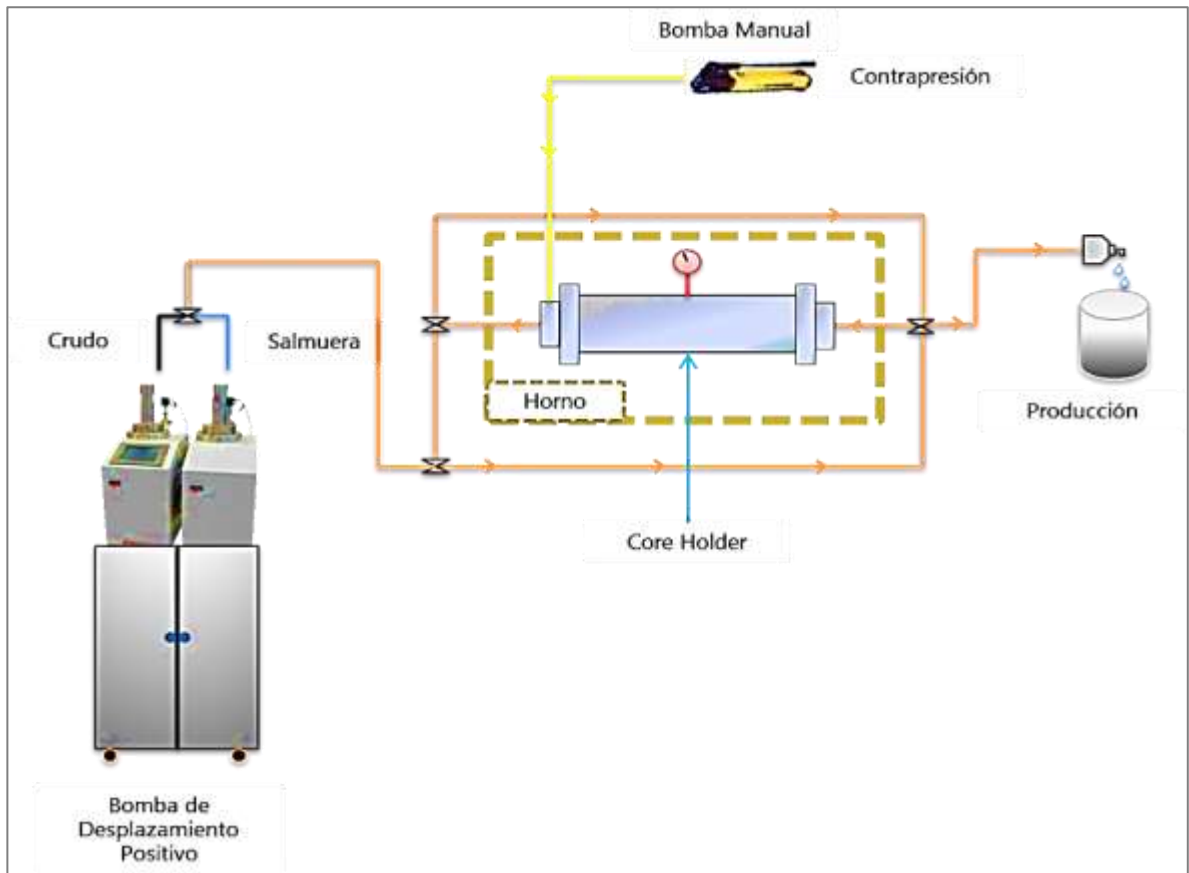 Bomba Manual
Contrapresión
Crudo
Salmuera
Horno
Producción
Core Holder
Bomba de
Desplazamiento
Positivo